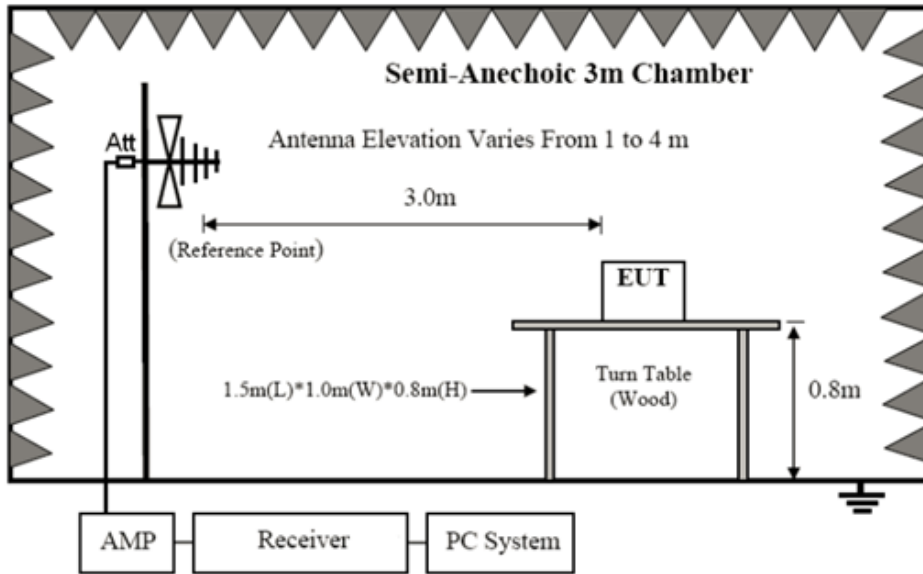 Semi-Anechoic 3m Chamber
Att
Antenna Elevation Varies From 1 to 4 m
3.0m
(Reference Point)
EUT
1.5m(L)*1.0m(W)*0.8m(H)
Turn Table
(Wood)
0.8m
AMP
Receiver
PC System